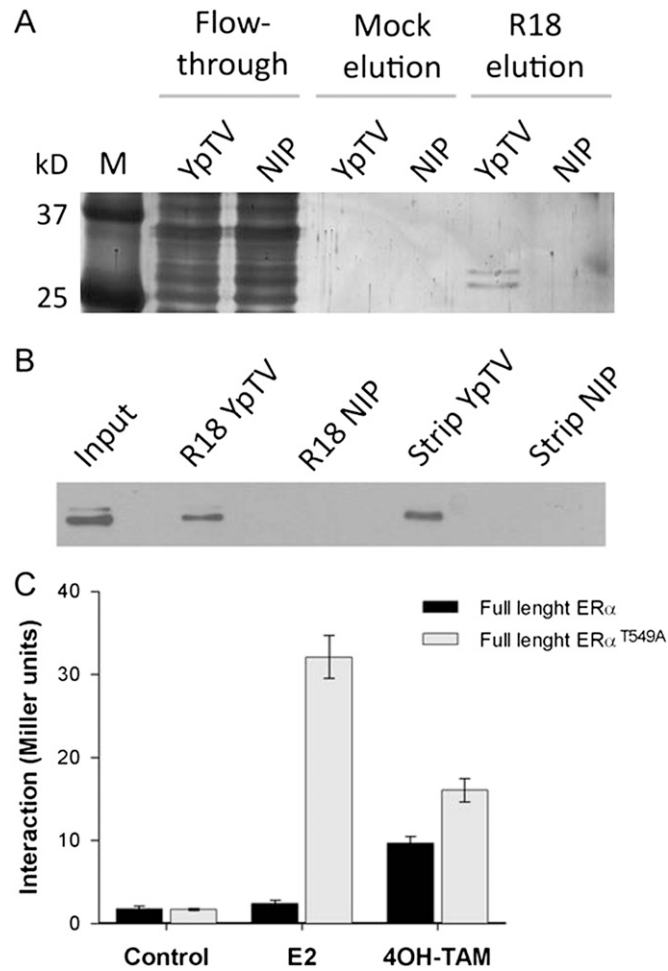 A
Flow-
through
Mock
elution
R18
elution
kD M YpTV NIP YpTV NIP YpTV NIP
37
25
B
Input R18 YpTV R18 NIP Strip YpTV Strip NIP
C
Interaction (Miller units)
40
30
20
10
0
Full lenght ERα
Full lenght ERα T549A
Control E2 4OH-TAM